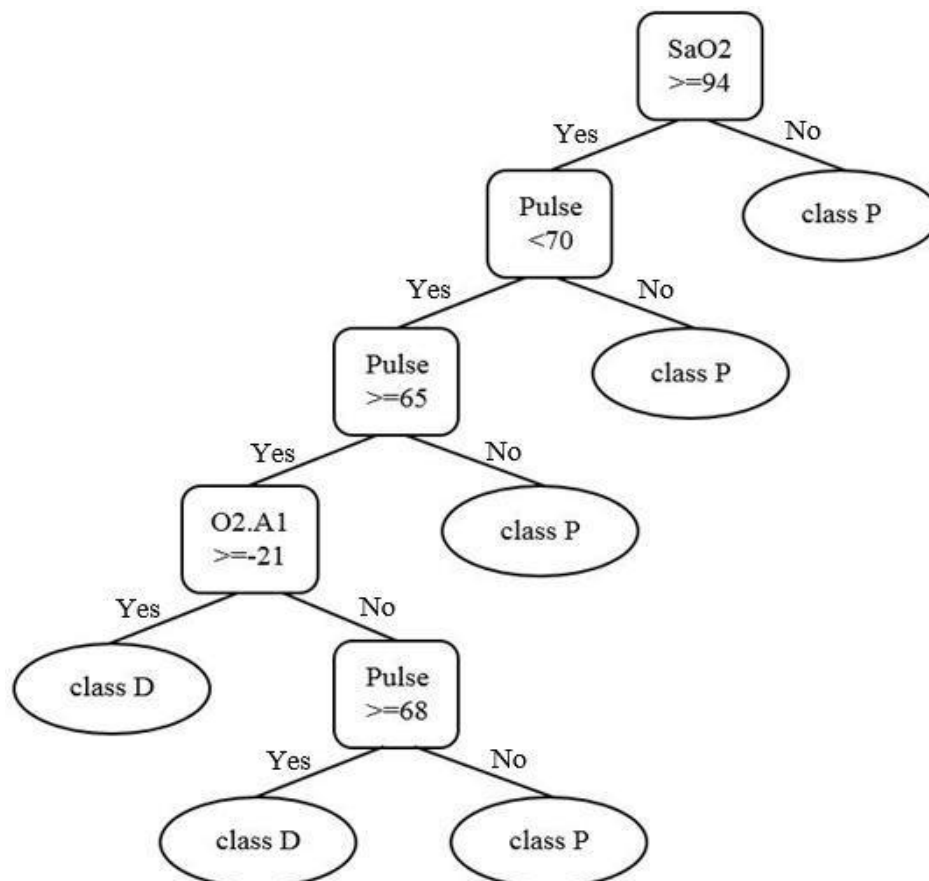 SaO2
>=94
Yes
No
Pulse
<70
class P
Yes
No
Pulse
>=65
class P
Yes
No
O2.A1
>=-21
class P
Yes
No
class D
Pulse
>=68
Yes
No
class D
class P